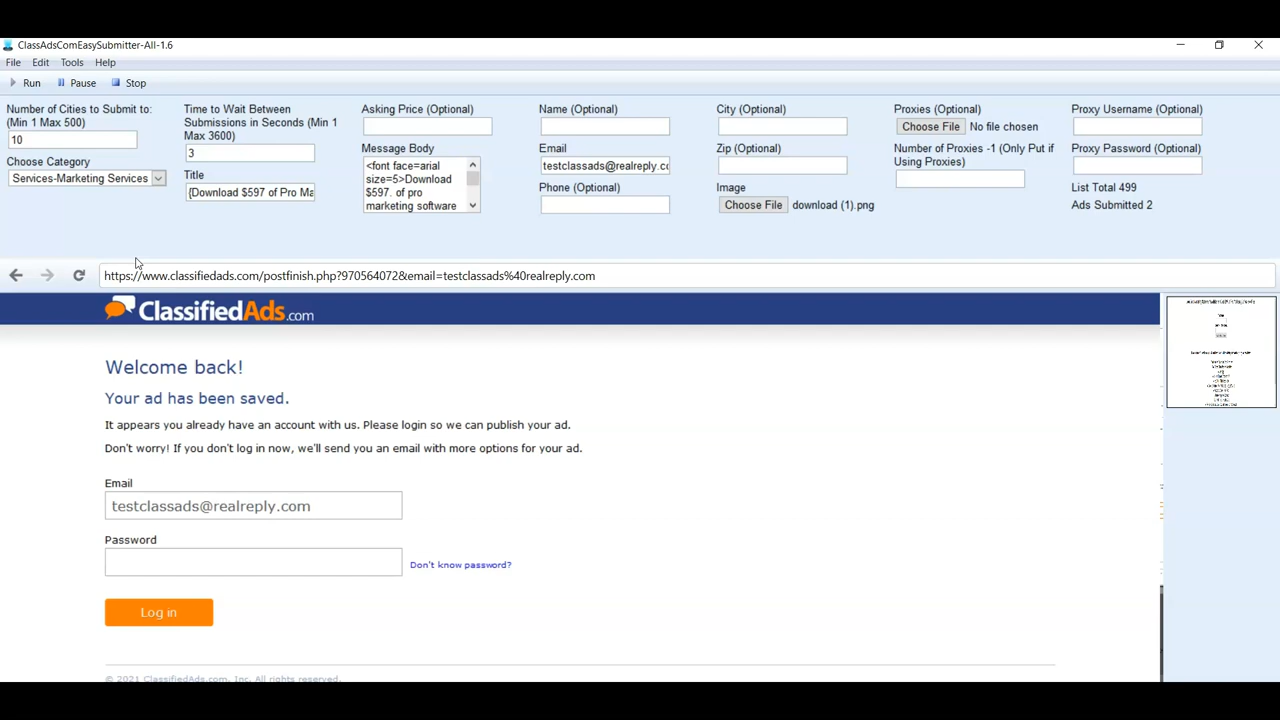 ClassAdsComEasySubmitter-All-1.6
File Edit Tools Help
Run Pause Stop
Number of Cities to Submit to:
(Min 1 Max 500)
10
Choose Category
Services-Marketing Services
Time to Wait Between
Submissions in Seconds (Min 1
Max 3600)
3
Title
{Download $597 of Pro Ma
Asking Price (Optional)
Message Body
<font face=arial
size=5>Download
$597. of pro
marketing software
Name (Optional)
Email
testclassads@realreply.cc
Phone (Optional)
City (Optional)
Zip (Optional)
Image
Choose File download (1).png
Proxies (Optional)
Choose File No file chosen
Number of Proxies -1 (Only Put if
Using Proxies)
Proxy Username (Optional)
Proxy Password (Optional)
List Total 499
Ads Submitted 2
https://www.classifiedads.com/postfinish.php?970564072&email=testclassads%40realreply.com
ClassifiedAds.com
Welcome back!
Your ad has been saved.
It appears you already have an account with us. Please login so we can publish your ad.
Don't worry! If you don't log in now, we'll send you an email with more options for your ad.
Email
testclassads@realreply.com
Password
Don't know password?
Log in
© 2021 ClassifiedAds.com, Inc. All rights reserved.